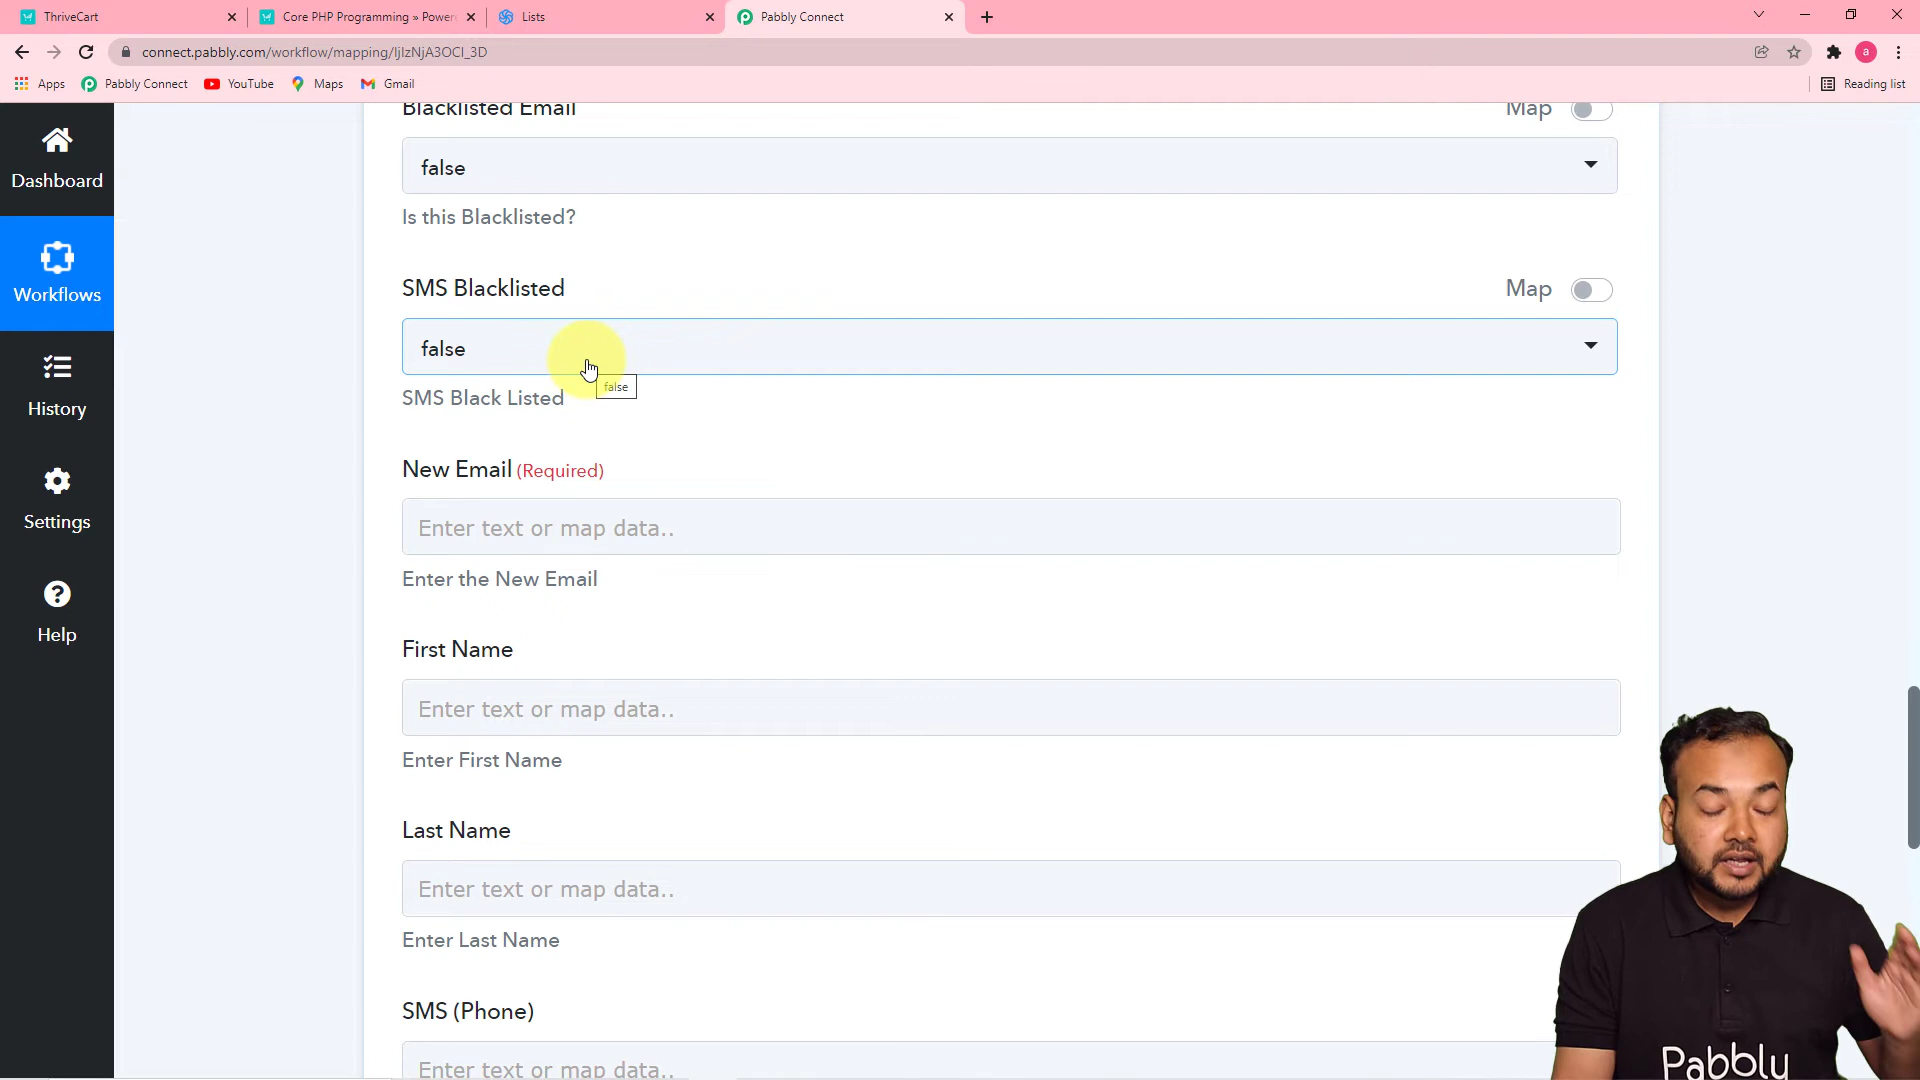 ThriveCart
Core PHP Programming » Power
Lists
Pabbly Connect
connect.pabbly.com/workflow/mapping/IjIzNjA3OCI_3D
a
Apps
Pabbly Connect
YouTube
Maps
Gmail
Reading list
Dashboard
Workflows
History
Settings
Help
Blacklisted Email
Map
false
Is this Blacklisted?
SMS Blacklisted
Map
false
false
SMS Black Listed
New Email (Required)
Enter text or map data..
Enter the New Email
First Name
Enter text or map data..
Enter First Name
Last Name
Enter text or map data..
Enter Last Name
SMS (Phone)
Enter text or map data..
Pabbly